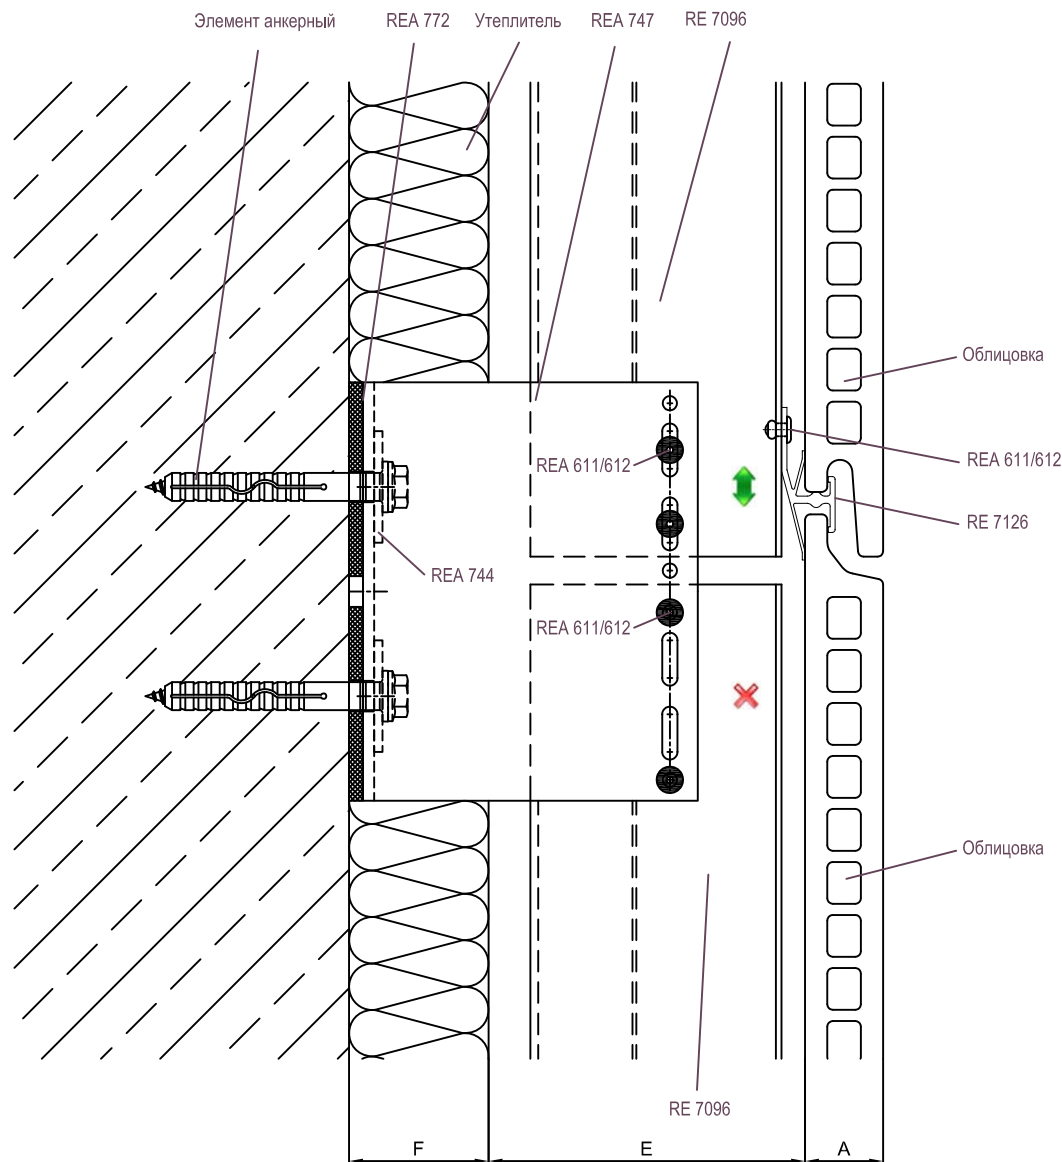 Элемент анкерный
REA 772
Утеплитель
REA 747
RE 7096
Облицовка
REA 611/612
REA 611/612
RE 7126
REA 744
REA 611/612
Облицовка
RE 7096
F
E
A